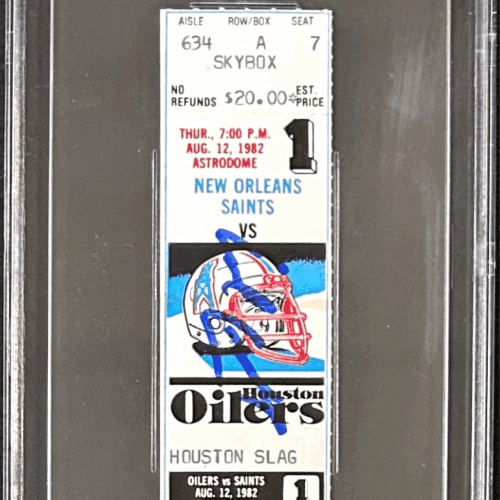 AISLE ROW/BOX SEAT
634 A 7
SKYBOX
NO REFUNDS $20.00 EST. PRICE
THUR., 7:00 P.M.
AUG. 12, 1982
ASTRODOME
1
NEW ORLEANS
SAINTS
VS
Houston
Oilers
HOUSTON SLAG
OILERS vs SAINTS
AUG. 12, 1982
1